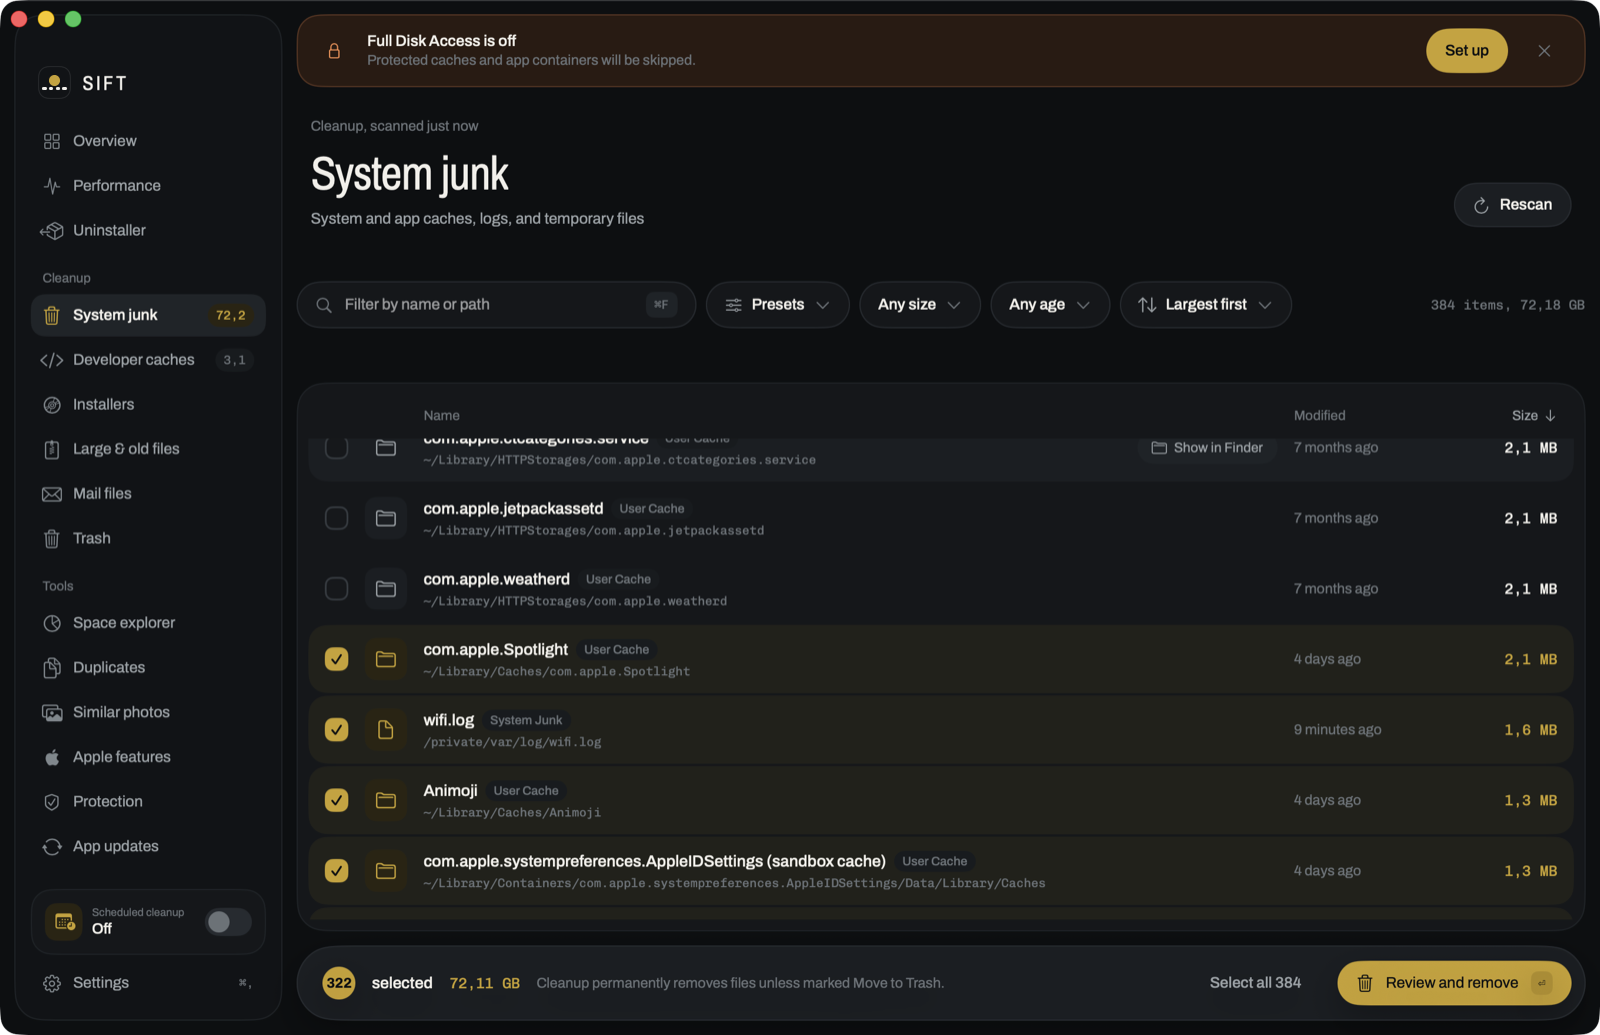 SIFT
Overview
Performance
Uninstaller
Cleanup
System junk 72,2
Developer caches 3,1
Installers
Large & old files
Mail files
Trash
Tools
Space explorer
Duplicates
Similar photos
Apple features
Protection
App updates
Scheduled cleanup
Off
Settings ⌘,
Full Disk Access is off
Protected caches and app containers will be skipped.
Set up
Cleanup, scanned just now
System junk
System and app caches, logs, and temporary files
Rescan
Filter by name or path ⌘F
Presets
Any size
Any age
Largest first
384 items, 72,18 GB
Name Modified Size ↓
com.apple.ctcategories.service User Cache
~/Library/HTTPStorages/com.apple.ctcategories.service
Show in Finder 7 months ago 2,1 MB
com.apple.jetpackassetd User Cache
~/Library/HTTPStorages/com.apple.jetpackassetd
7 months ago 2,1 MB
com.apple.weatherd User Cache
~/Library/HTTPStorages/com.apple.weatherd
7 months ago 2,1 MB
com.apple.Spotlight User Cache
~/Library/Caches/com.apple.Spotlight
4 days ago 2,1 MB
wifi.log System Junk
/private/var/log/wifi.log
9 minutes ago 1,6 MB
Animoji User Cache
~/Library/Caches/Animoji
4 days ago 1,3 MB
com.apple.systempreferences.AppleIDSettings (sandbox cache) User Cache
~/Library/Containers/com.apple.systempreferences.AppleIDSettings/Data/Library/Caches
4 days ago 1,3 MB
322 selected 72,11 GB Cleanup permanently removes files unless marked Move to Trash.
Select all 384
Review and remove ⏎